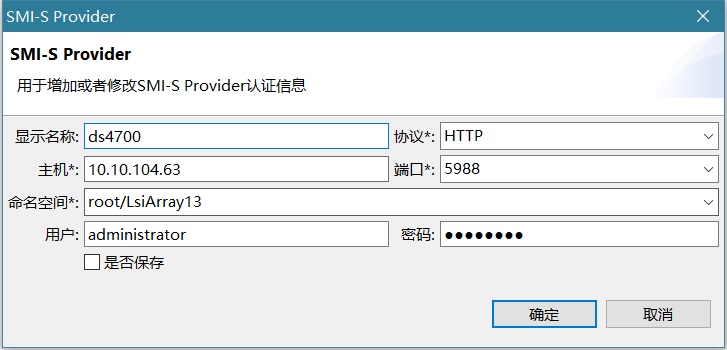 SMI-S Provider
SMI-S Provider
用于增加或者修改SMI-S Provider认证信息
显示名称: ds4700 协议*: HTTP
主机*: 10.10.104.63 端口*: 5988
命名空间*: root/LsiArray13
用户: administrator 密码: ●●●●●●●●
是否保存
确定 取消